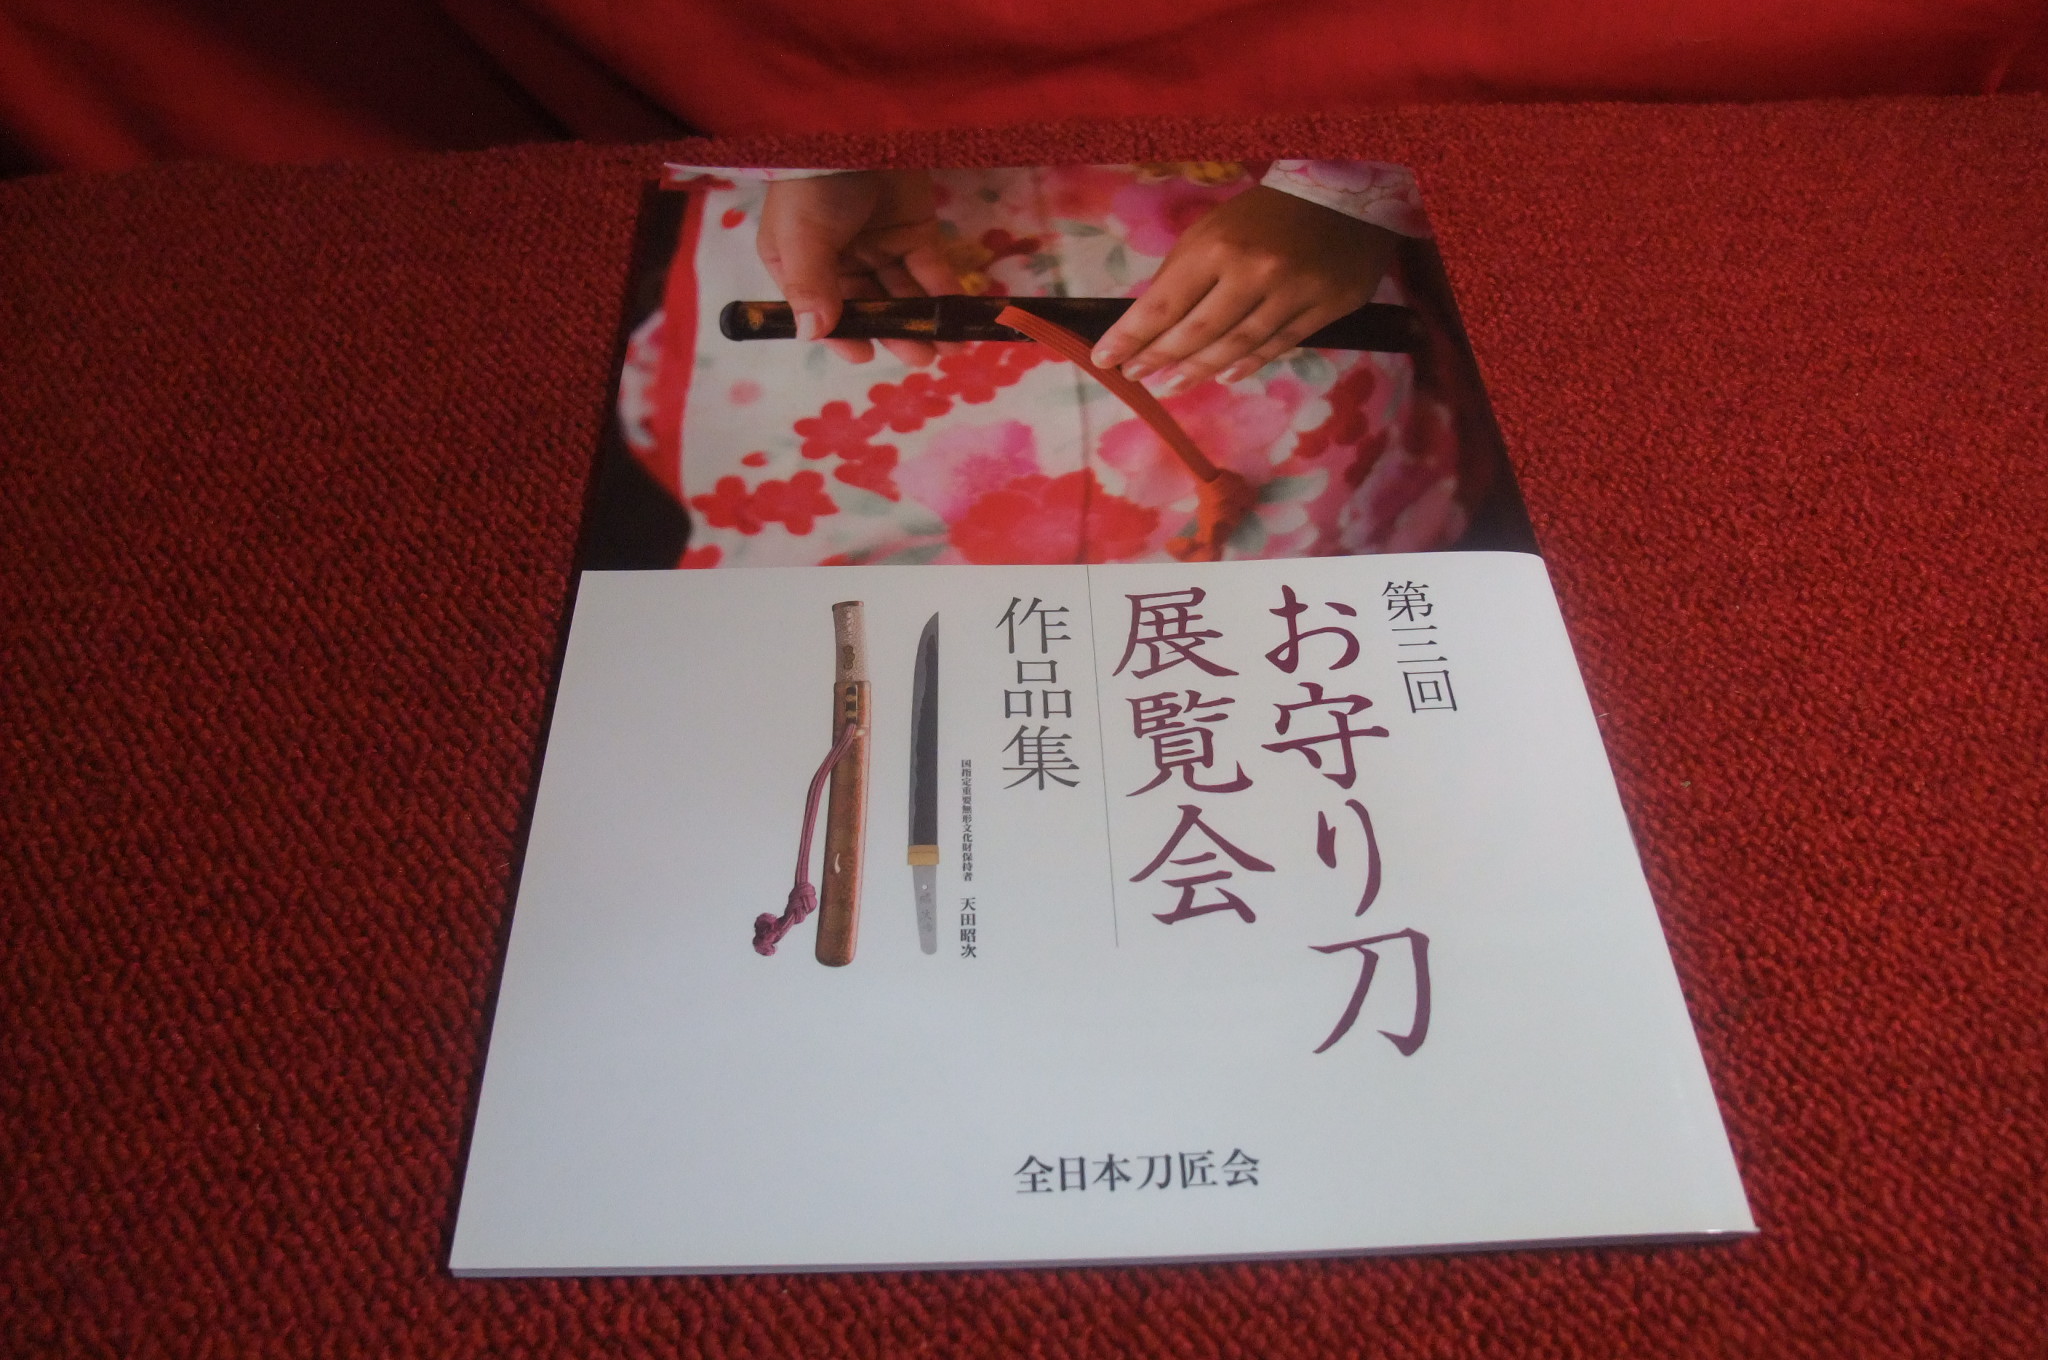 第三回
お守り刀
展覧会
作品集
国指定重要無形文化財保持者 天田昭次
全日本刀匠会